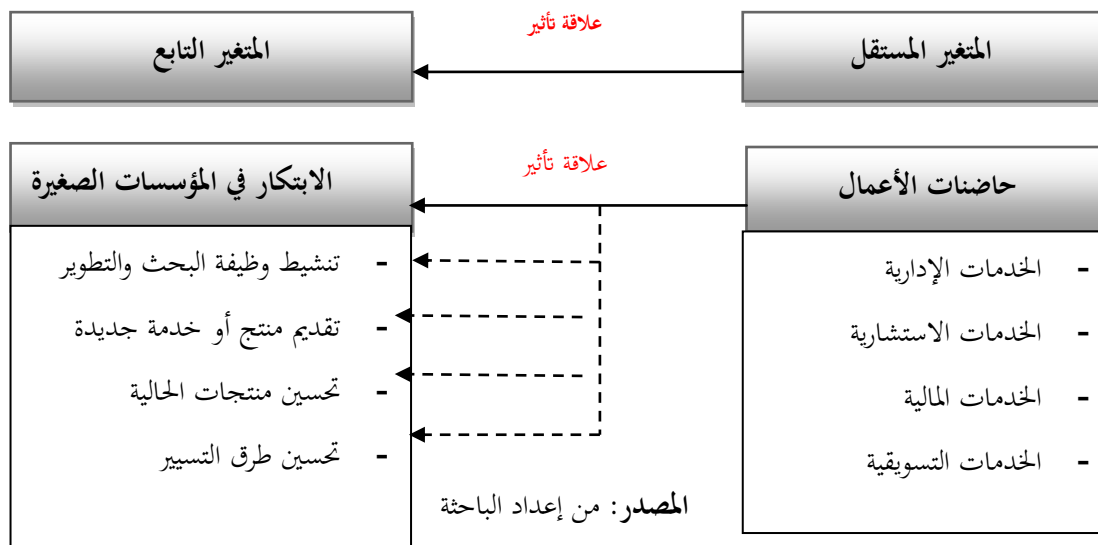 علاقة تأثير
المتغير المستقل
المتغير التابع
علاقة تأثير
حاضنات الأعمال
- الخدمات الإدارية
- الخدمات الاستشارية
- الخدمات المالية
- الخدمات التسويقية
الابتكار في المؤسسات الصغيرة
- تنشيط وظيفة البحث والتطوير
- تقديم منتج أو خدمة جديدة
- تحسين منتجات الحالية
- تحسين طرق التسيير
المصدر: من إعداد الباحثة